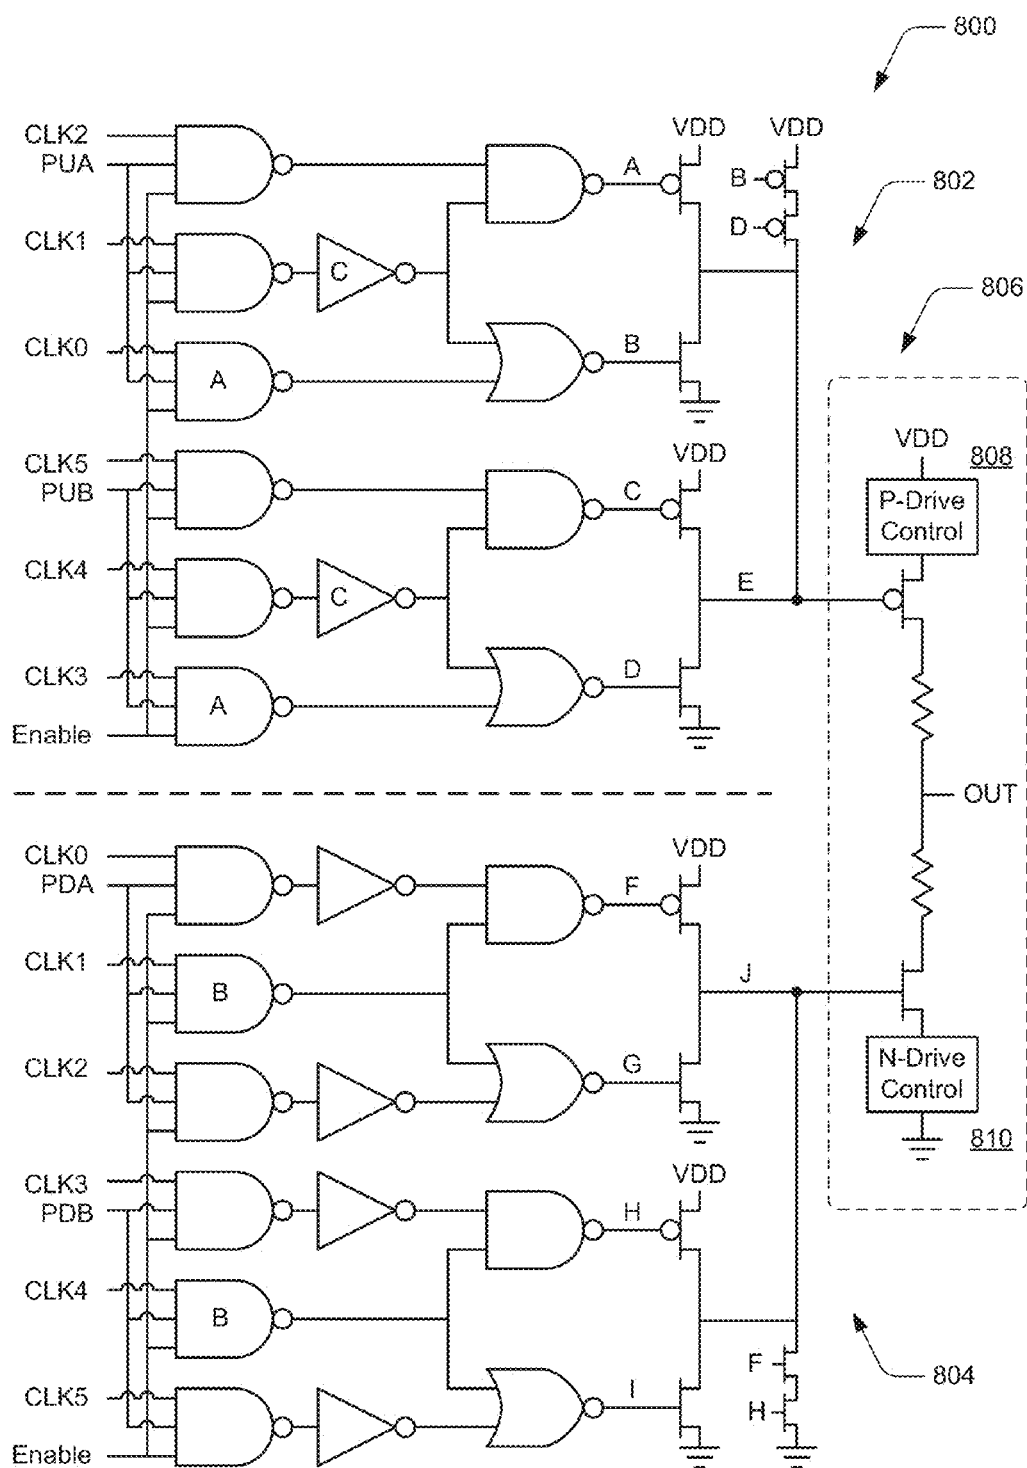 800
CLK2
PUA
A
VDD
VDD
B
802
D
CLK1
C
806
CLK0
A
B
CLK5
PUB
C
VDD
VDD
808
P-Drive
Control
CLK4
C
E
CLK3
A
D
Enable
OUT
CLK0
PDA
F
VDD
CLK1
B
J
CLK2
G
N-Drive
Control
810
CLK3
PDB
H
VDD
CLK4
B
F
804
CLK5
I
H
Enable